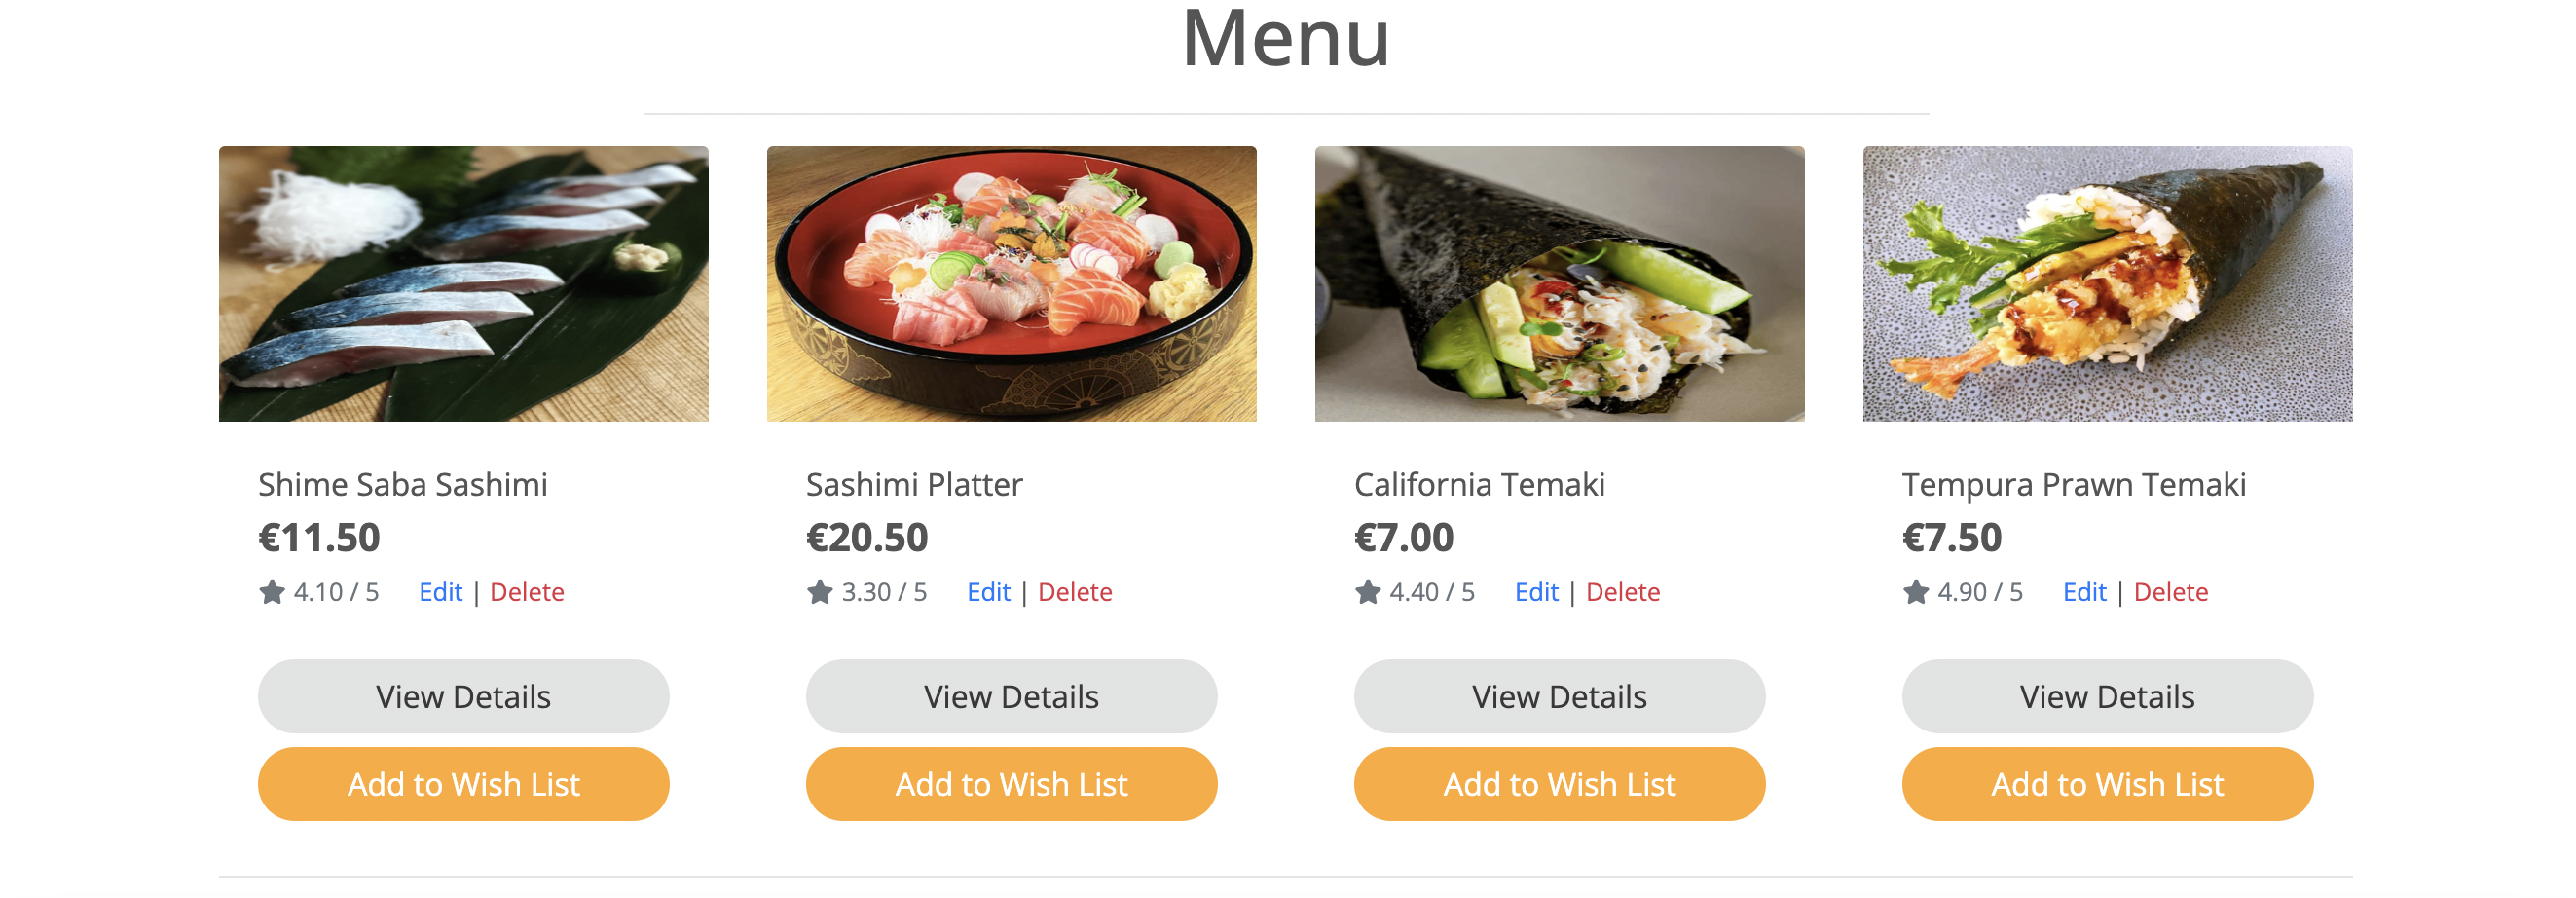 Menu
Shime Saba Sashimi
€11.50
4.10 / 5 Edit | Delete
View Details
Add to Wish List
Sashimi Platter
€20.50
3.30 / 5 Edit | Delete
View Details
Add to Wish List
California Temaki
€7.00
4.40 / 5 Edit | Delete
View Details
Add to Wish List
Tempura Prawn Temaki
€7.50
4.90 / 5 Edit | Delete
View Details
Add to Wish List